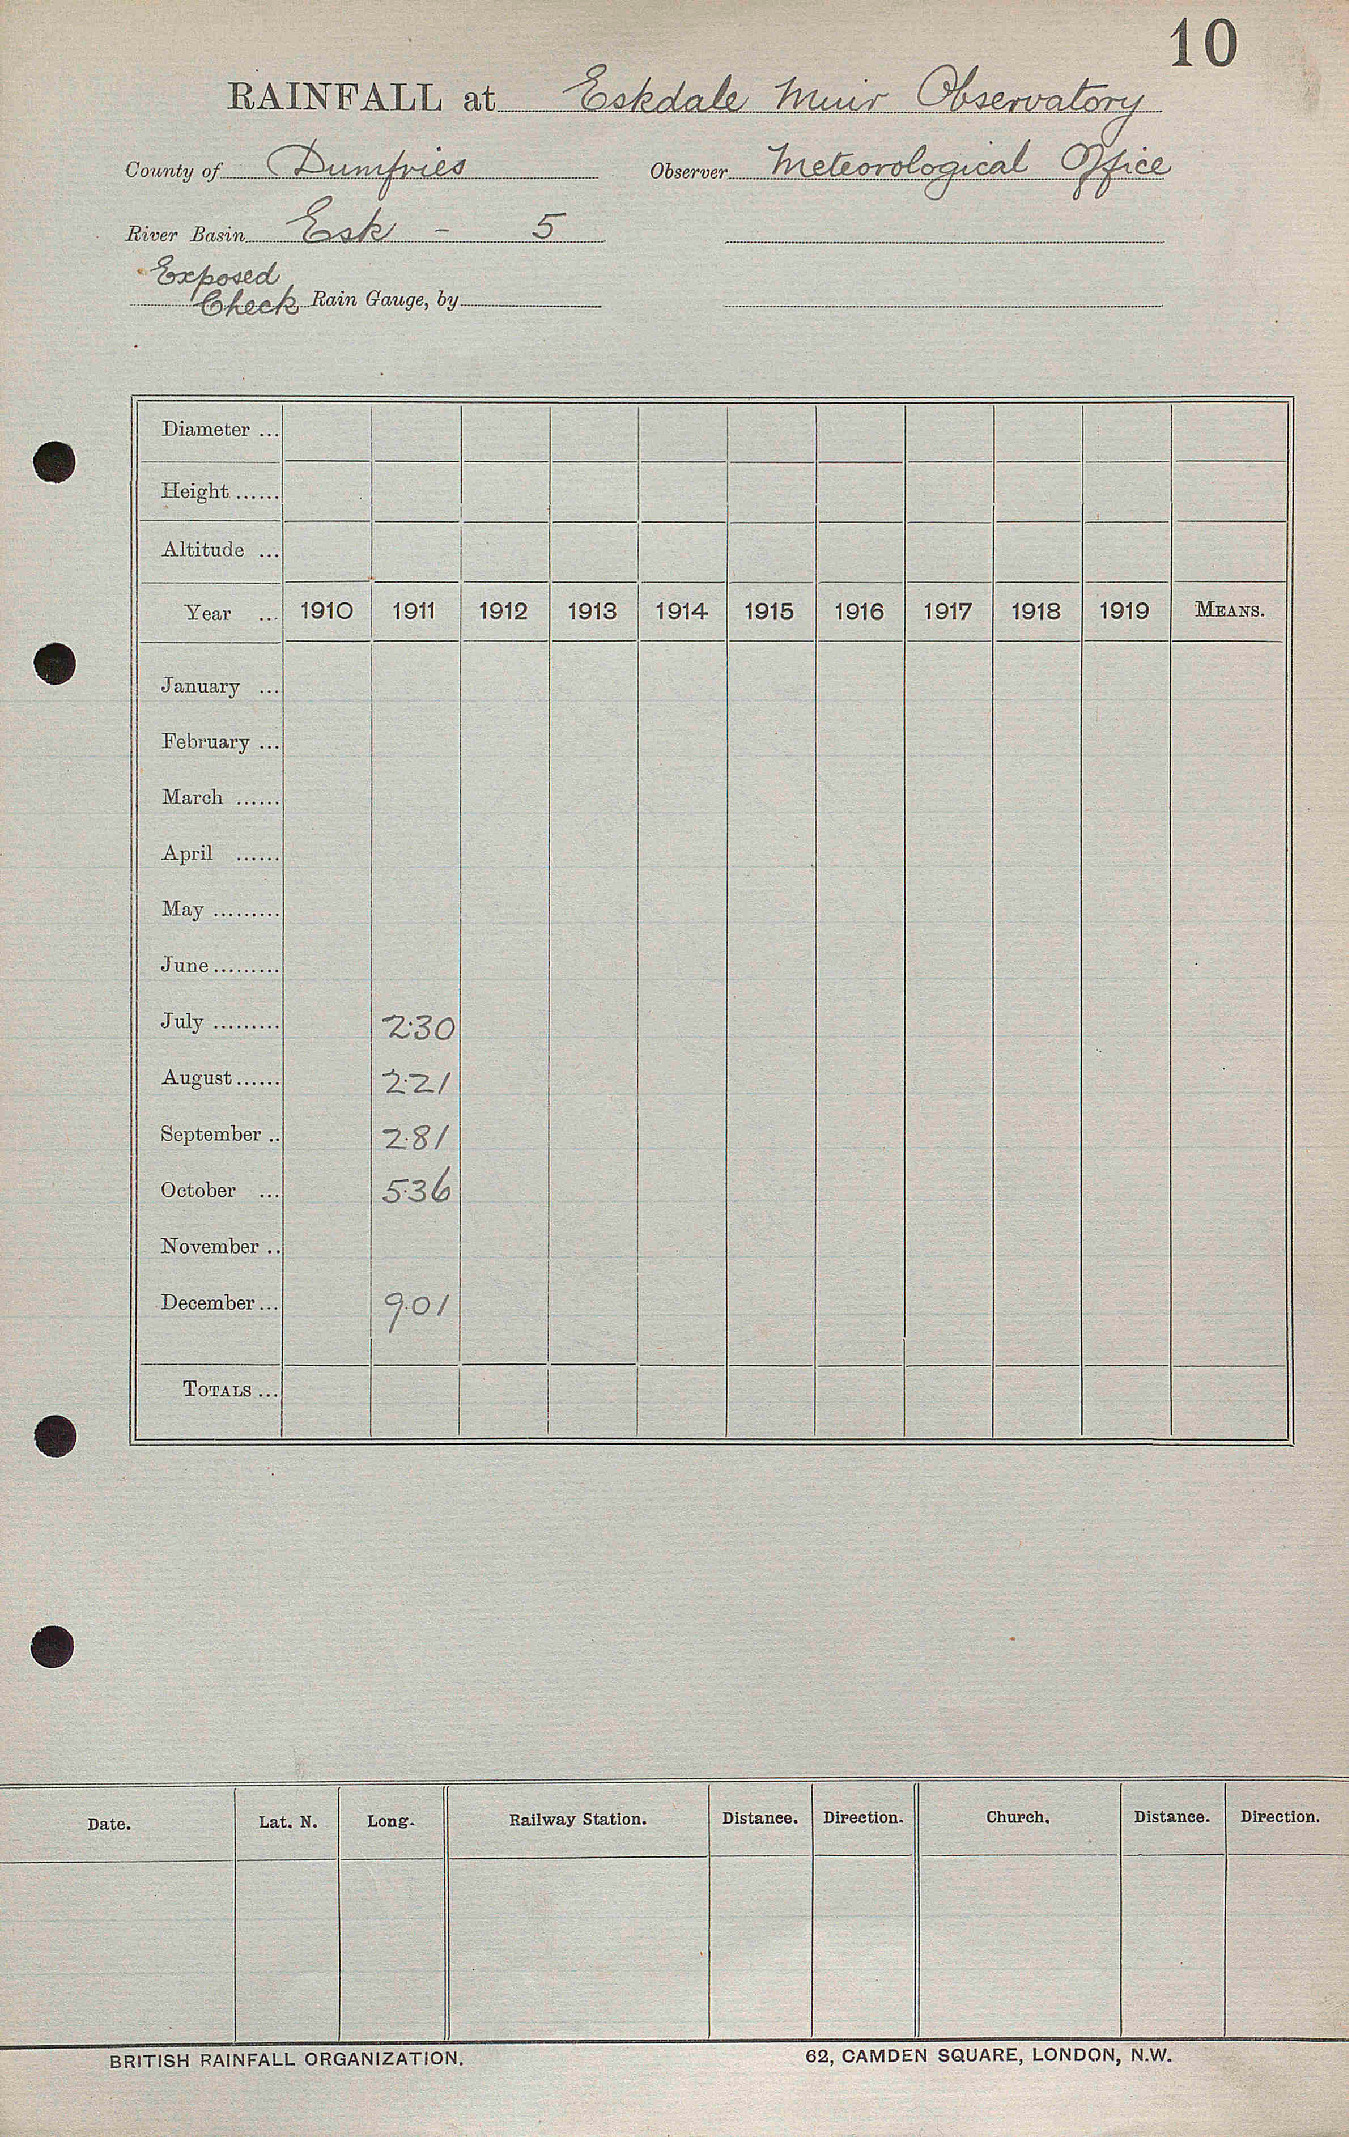 10
RAINFALL at Eskdale Muir Observatory
County of Dumfries Observer Meteorological Office
River Basin Esk - 5
Exposed
Check Rain Gauge, by
Diameter ...
Height ......
Altitude ...
Year ... 1910 1911 1912 1913 1914 1915 1916 1917 1918 1919 MEANS.
January ...
February ...
March ......
April ......
May .........
June .........
July ......... 2.30
August ...... 2.21
September .. 2.81
October ... 5.36
November ..
December ... 9.01
TOTALS ...
Date. Lat. N. Long. Railway Station. Distance. Direction. Church. Distance. Direction.
BRITISH RAINFALL ORGANIZATION. 62, CAMDEN SQUARE, LONDON, N.W.